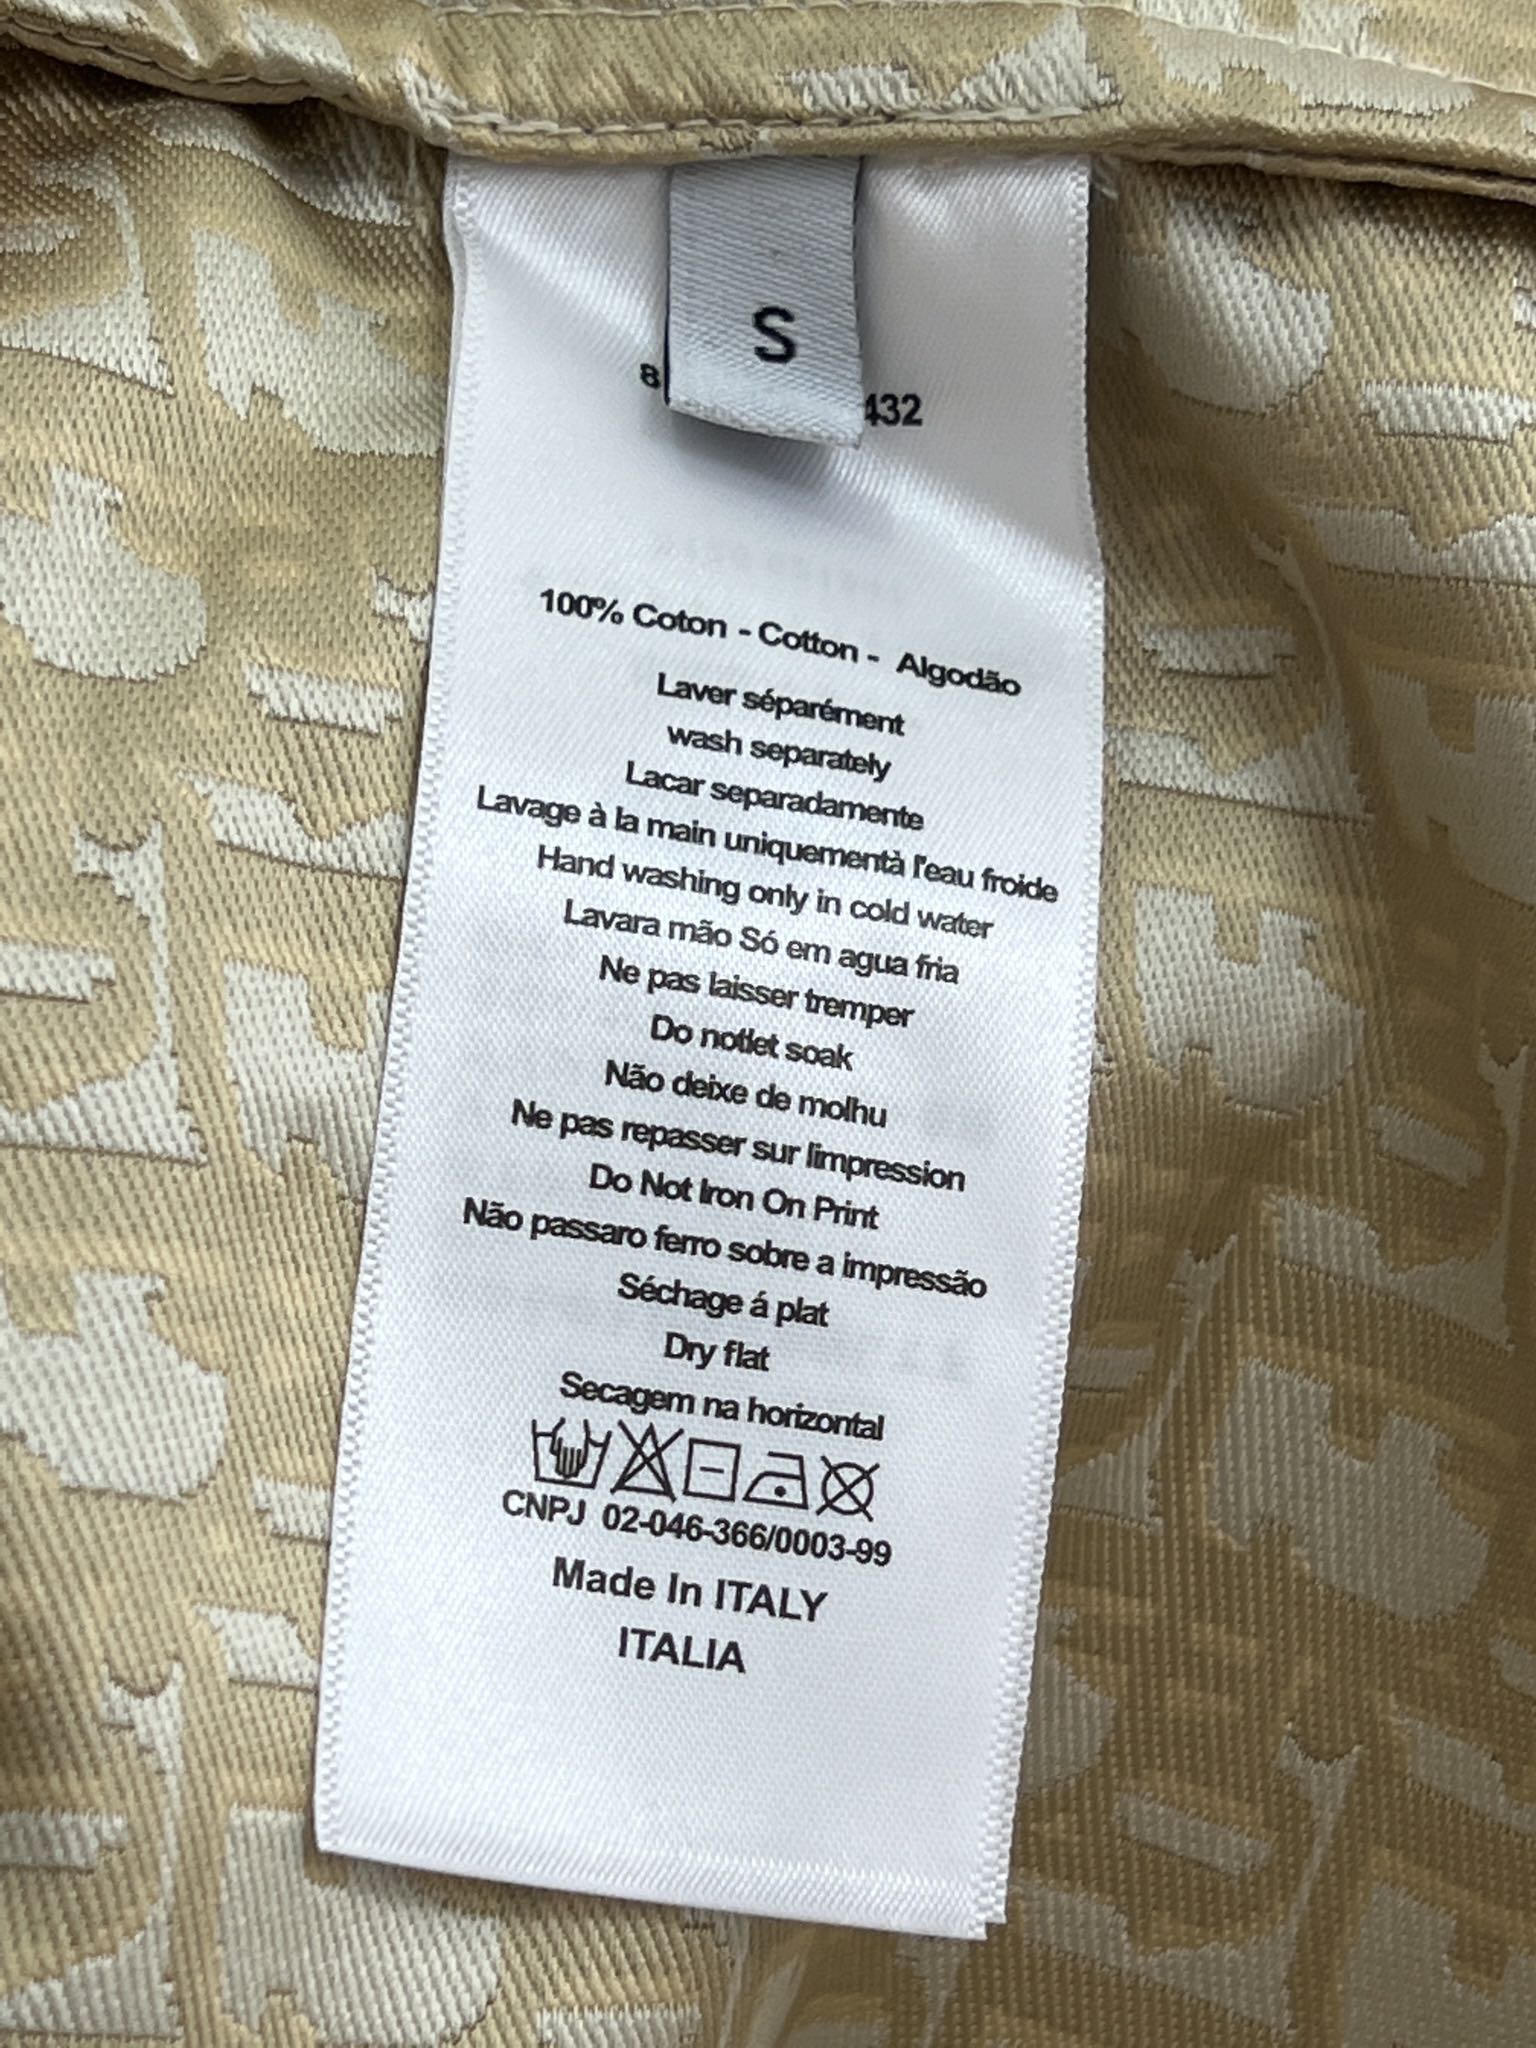 S
8 432
100% Coton - Cotton - Algodão
Laver séparément
wash separately
Lacar separadamente
Lavage à la main uniquementà l'eau froide
Hand washing only in cold water
Lavara mão Só em agua fria
Ne pas laisser tremper
Do notlet soak
Não deixe de molhu
Ne pas repasser sur limpression
Do Not Iron On Print
Não passaro ferro sobre a impressão
Séchage á plat
Dry flat
Secagem na horizontal
CNPJ 02-046-366/0003-99
Made In ITALY
ITALIA